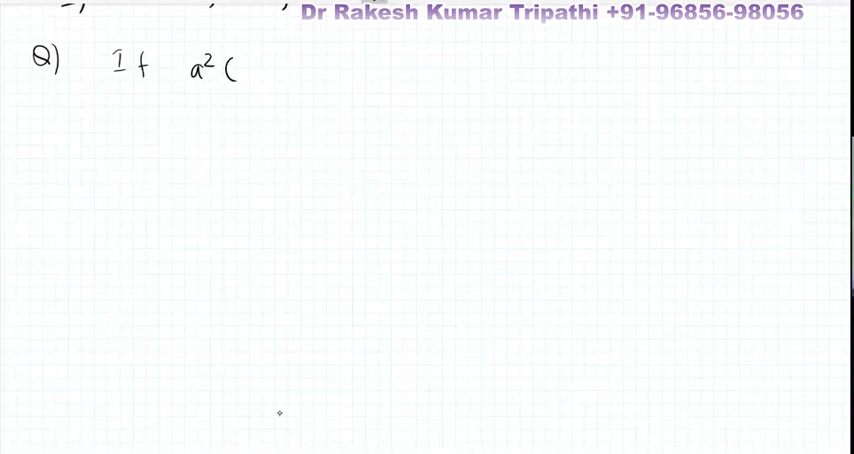 Dr Rakesh Kumar Tripathi +91-96856-98056
Q) If a² (